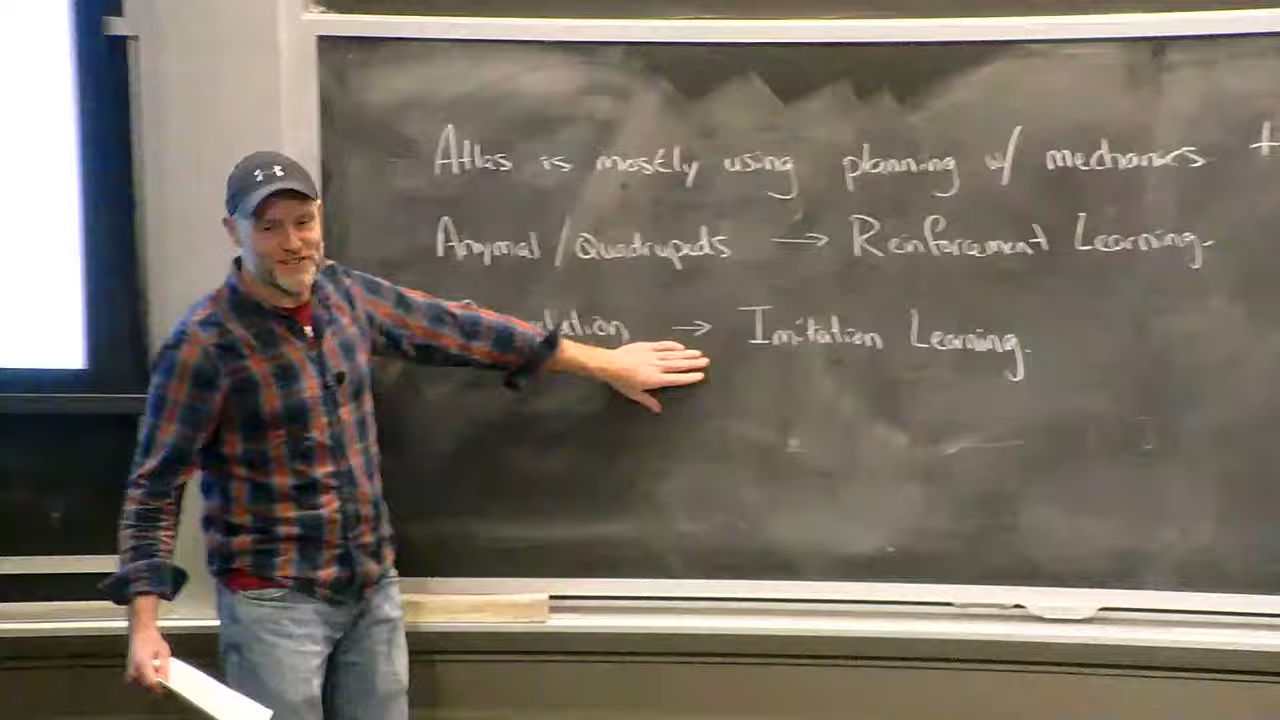 Atlas is mostly using planning w/ mechanics +
Anymal / Quadrupeds → Reinforcement Learning.
→ Imitation Learning.